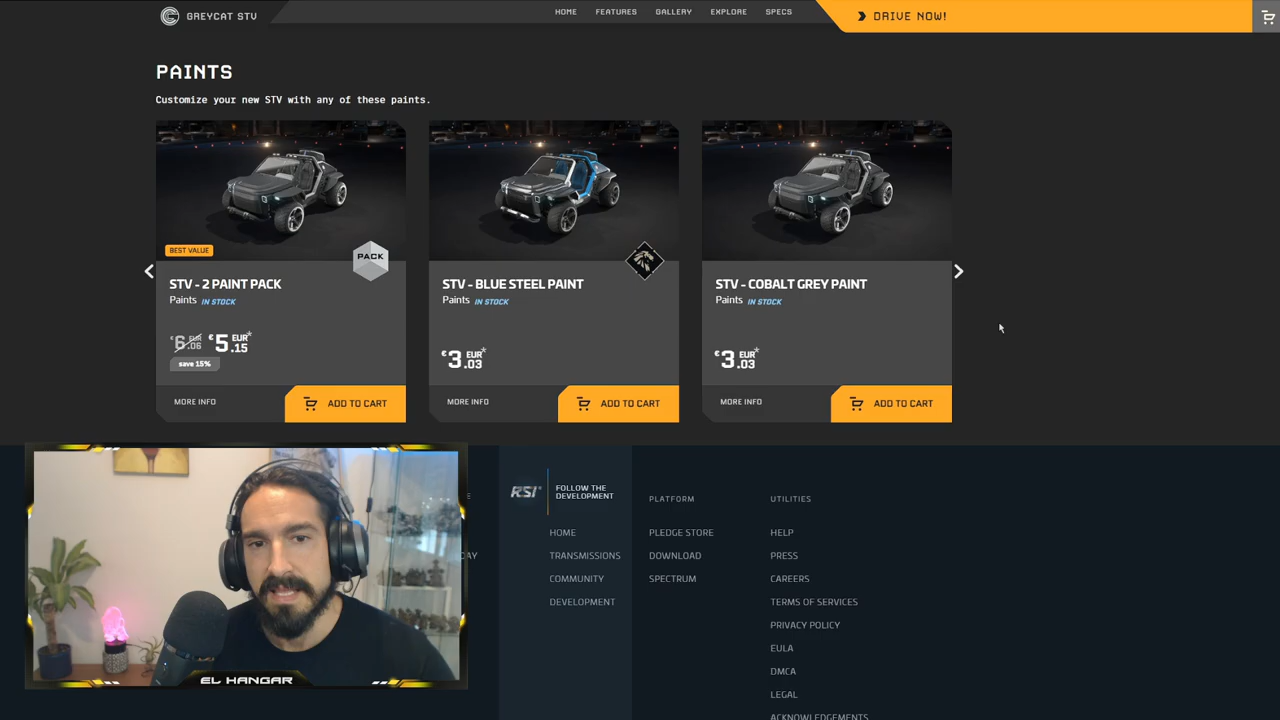 GREYCAT STV
HOME
FEATURES
GALLERY
EXPLORE
SPECS
DRIVE NOW!
PAINTS
Customize your new STV with any of these paints.
BEST VALUE
PACK
STV - 2 PAINT PACK
Paints IN STOCK
€6 EUR .06 €5 EUR* .15
save 15%
MORE INFO
ADD TO CART
STV - BLUE STEEL PAINT
Paints IN STOCK
€3 EUR* .03
MORE INFO
ADD TO CART
STV - COBALT GREY PAINT
Paints IN STOCK
€3 EUR* .03
MORE INFO
ADD TO CART
EL HANGAR
RSI
FOLLOW THE
DEVELOPMENT
HOME
TRANSMISSIONS
COMMUNITY
DEVELOPMENT
PLATFORM
PLEDGE STORE
DOWNLOAD
SPECTRUM
UTILITIES
HELP
PRESS
CAREERS
TERMS OF SERVICES
PRIVACY POLICY
EULA
DMCA
LEGAL
ACKNOWLEDGEMENTS